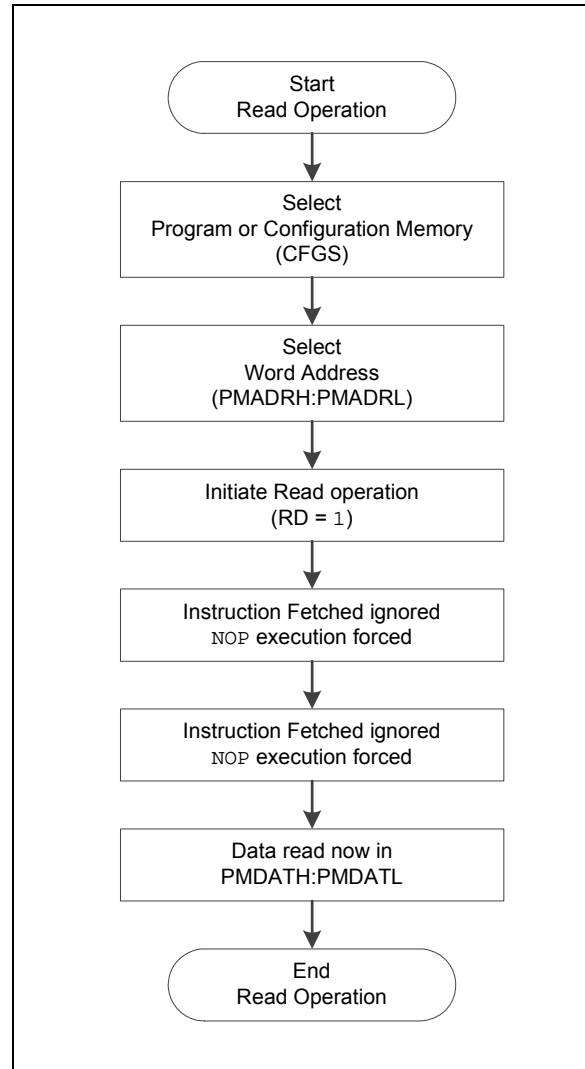 Start
Read Operation
Select
Program or Configuration Memory
(CFGS)
Select
Word Address
(PMADRH:PMADRL)
Initiate Read operation
(RD = 1)
Instruction Fetched ignored
NOP execution forced
Instruction Fetched ignored
NOP execution forced
Data read now in
PMDATH:PMDATL
End
Read Operation